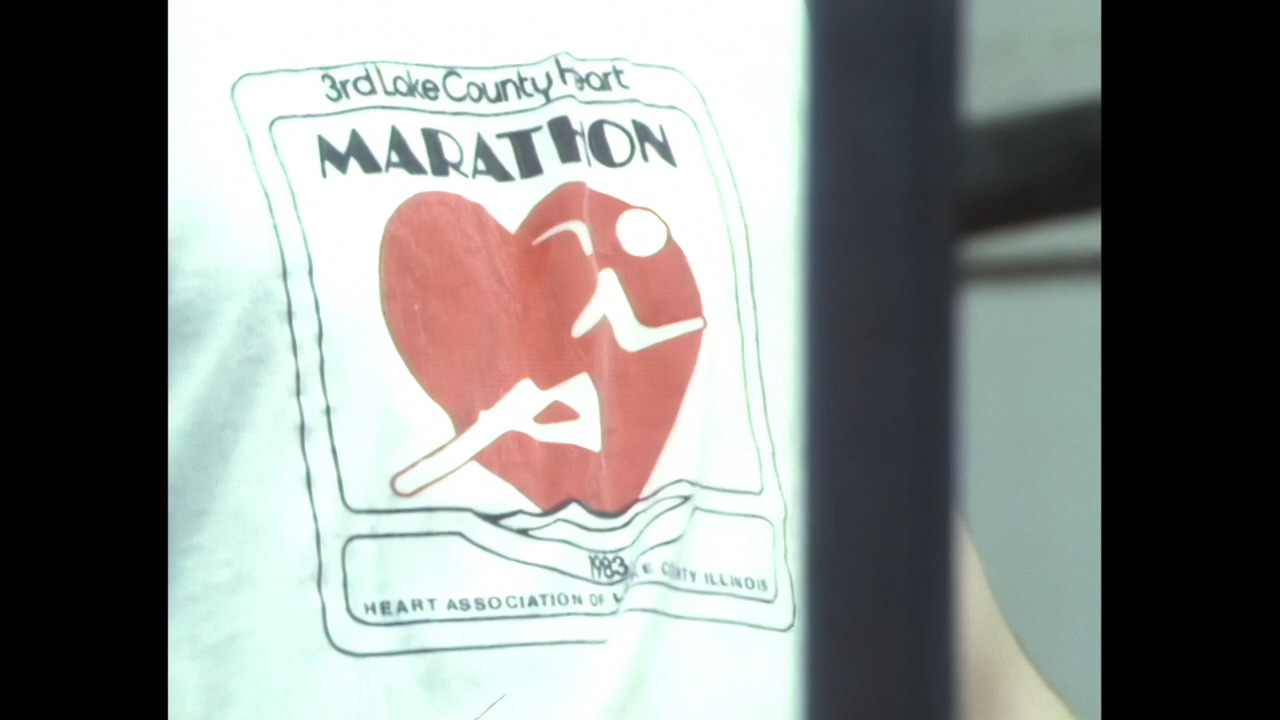 3rd Lake County heart
MARATHON
1983
HEART ASSOCIATION OF COUNTY ILLINOIS